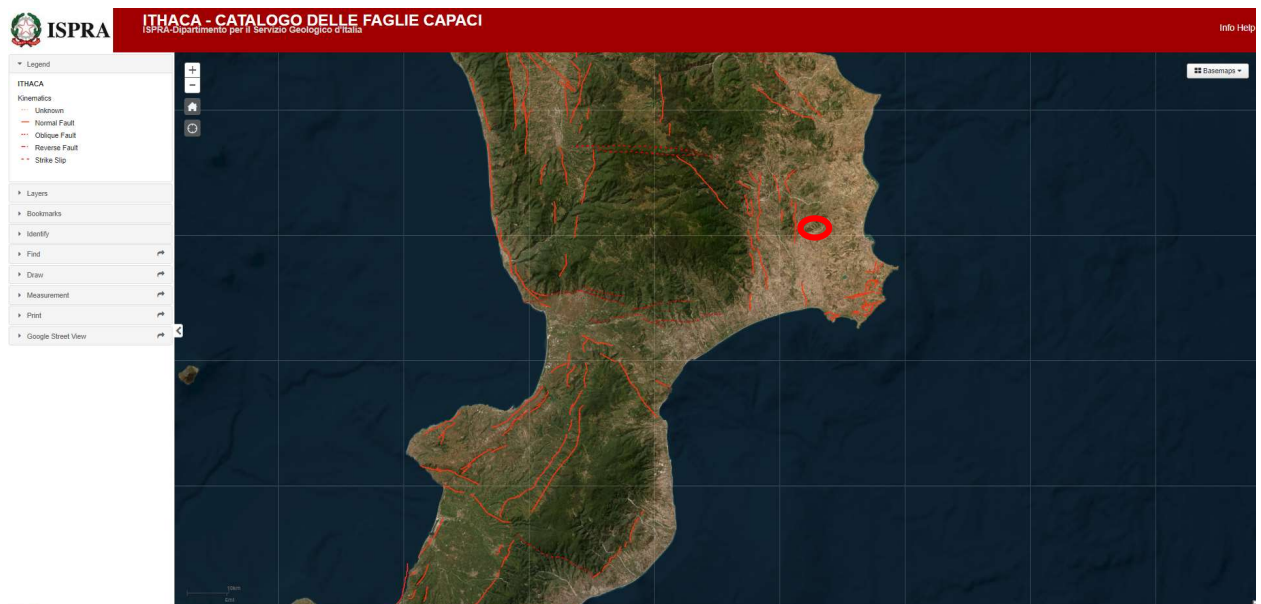 ISPRA
ITHACA - CATALOGO DELLE FAGLIE CAPACI
ISPRA-Dipartimento per il Servizio Geologico d'Italia
Info Help
Legend
ITHACA
Kinematics
Unknown
Normal Fault
Oblique Fault
Reverse Fault
Strike Slip
Layers
Bookmarks
Identify
Find
Draw
Measurement
Print
Google Street View
+
−
Basemaps